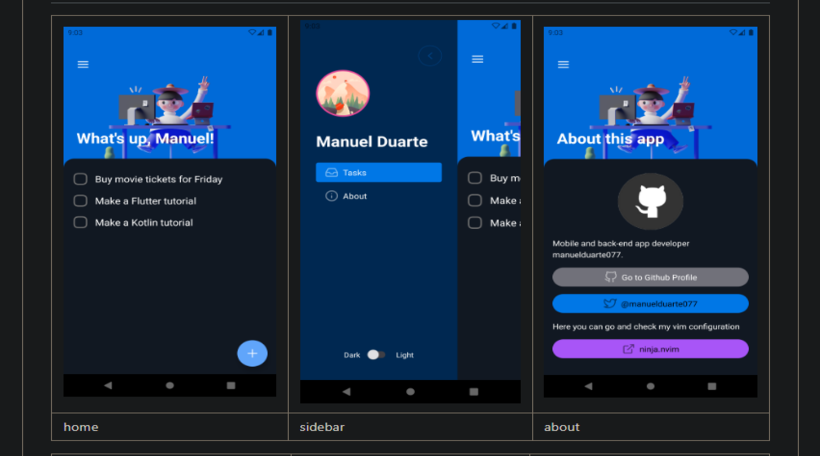 9:03
What's up, Manuel!
Buy movie tickets for Friday
Make a Flutter tutorial
Make a Kotlin tutorial
home
9:03
Manuel Duarte
Tasks
About
Dark
Light
What's
Buy m
Make
Make
sidebar
9:03
About this app
Mobile and back-end app developer
manuelduarte077.
Go to Github Profile
@manuelduarte077
Here you can go and check my vim configuration
ninja.nvim
about